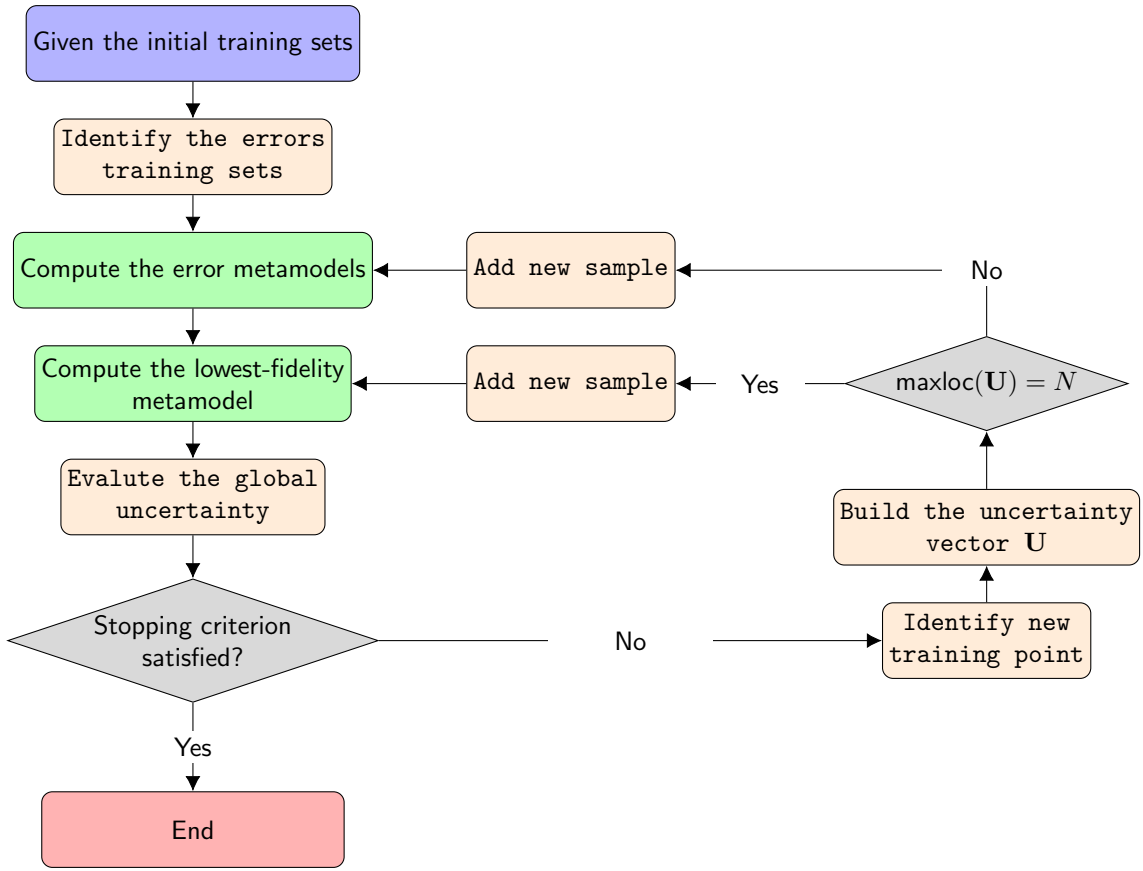 Given the initial training sets
Identify the errors
training sets
Compute the error metamodels
Add new sample
No
Compute the lowest-fidelity
metamodel
Add new sample
Yes
maxloc(U) = N
Evalute the global
uncertainty
Build the uncertainty
vector U
Stopping criterion
satisfied?
No
Identify new
training point
Yes
End